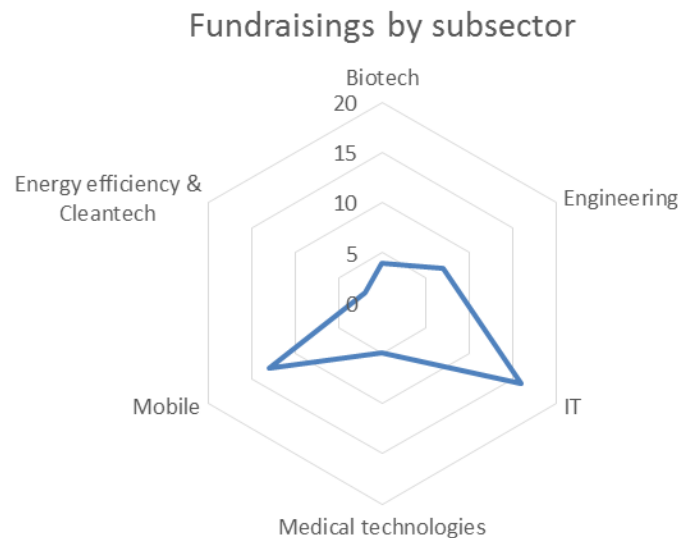 Fundraisings by subsector
Biotech
20
15
10
5
0
Energy efficiency &
Cleantech
Engineering
Mobile
IT
Medical technologies